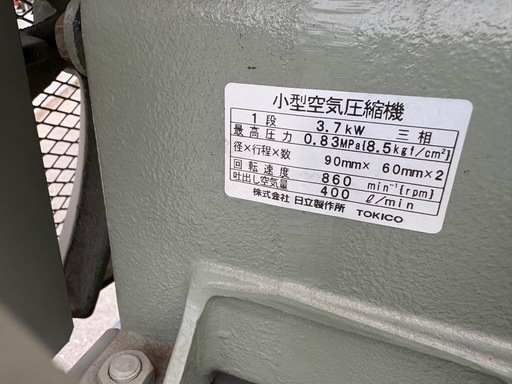 小型空気圧縮機
1段 3.7kW 三相
最高圧力 0.83MPa{8.5kgf/cm²}
径×行程×数 90mm× 60mm×2
回転速度 860 min⁻¹{rpm}
吐出し空気量 400 ℓ/min
株式会社 日立製作所 TOKICO